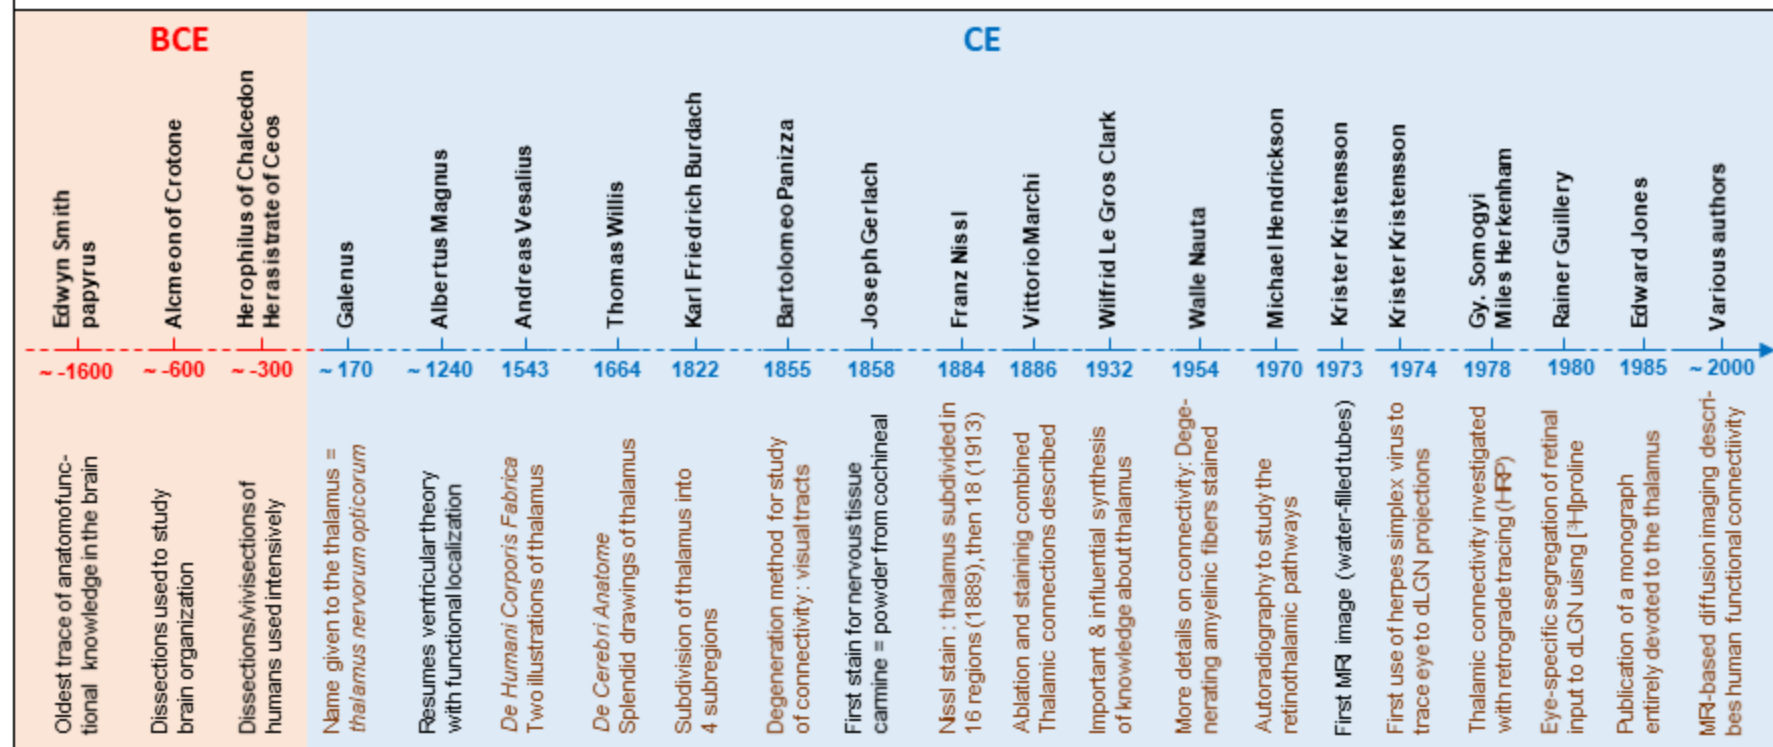 BCE
CE
Edwyn Smith
papyrus
Alcmeon of Crotone
Herophilus of Chalcedon
Herasistrate of Ceos
Galenus
Albertus Magnus
Andreas Vesalius
Thomas Willis
Karl Friedrich Burdach
Bartolomeo Panizza
Joseph Gerlach
Franz Nissl
Vittorio Marchi
Wilfrid Le Gros Clark
Walle Nauta
Michael Hendrickson
Krister Kristensson
Krister Kristensson
Gy. Somogyi
Miles Herkenham
Rainer Guillery
Edward Jones
Various authors
~ -1600
~ -600
~ -300
~ 170
~ 1240
1543
1664
1822
1855
1858
1884
1886
1932
1954
1970
1973
1974
1978
1980
1985
~ 2000
Oldest trace of anatomofunc-
tional knowledge in the brain
Dissections used to study
brain organization
Dissections/vivisections of
humans used intensively
Name given to the thalamus =
thalamus nervorum opticorum
Resumes ventricular theory
with functional localization
De Humani Corporis Fabrica
Two illustrations of thalamus
De Cerebri Anatome
Splendid drawings of thalamus
Subdivision of thalamus into
4 subregions
Degeneration method for study
of connectivity : visual tracts
First stain for nervous tissue
carmine = powder from cochineal
Nissl stain : thalamus subdivided in
16 regions (1889), then 18 (1913)
Ablation and staining combined
Thalamic connections described
Important & influential synthesis
of knowledge about thalamus
More details on connectivity: Dege-
nerating amyelinic fibers stained
Autoradiography to study the
retinothalamic pathways
First MRI image (water-filled tubes)
First use of herpes simplex virus to
trace eye to dLGN projections
Thalamic connectivity investigated
with retrograde tracing (HRP)
Eye-specific segregation of retinal
input to dLGN uisng [³H]proline
Publication of a monograph
entirely devoted to the thalamus
MRI-based diffusion imaging descri-
bes human functional connectiivity